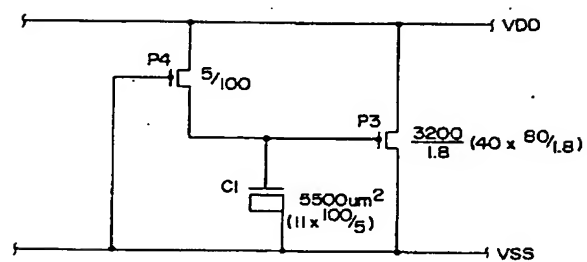 VDD
P4
5/100
P3
3200/1.8 (40 x 80/1.8)
C1
5500um²
(11 x 100/5)
VSS